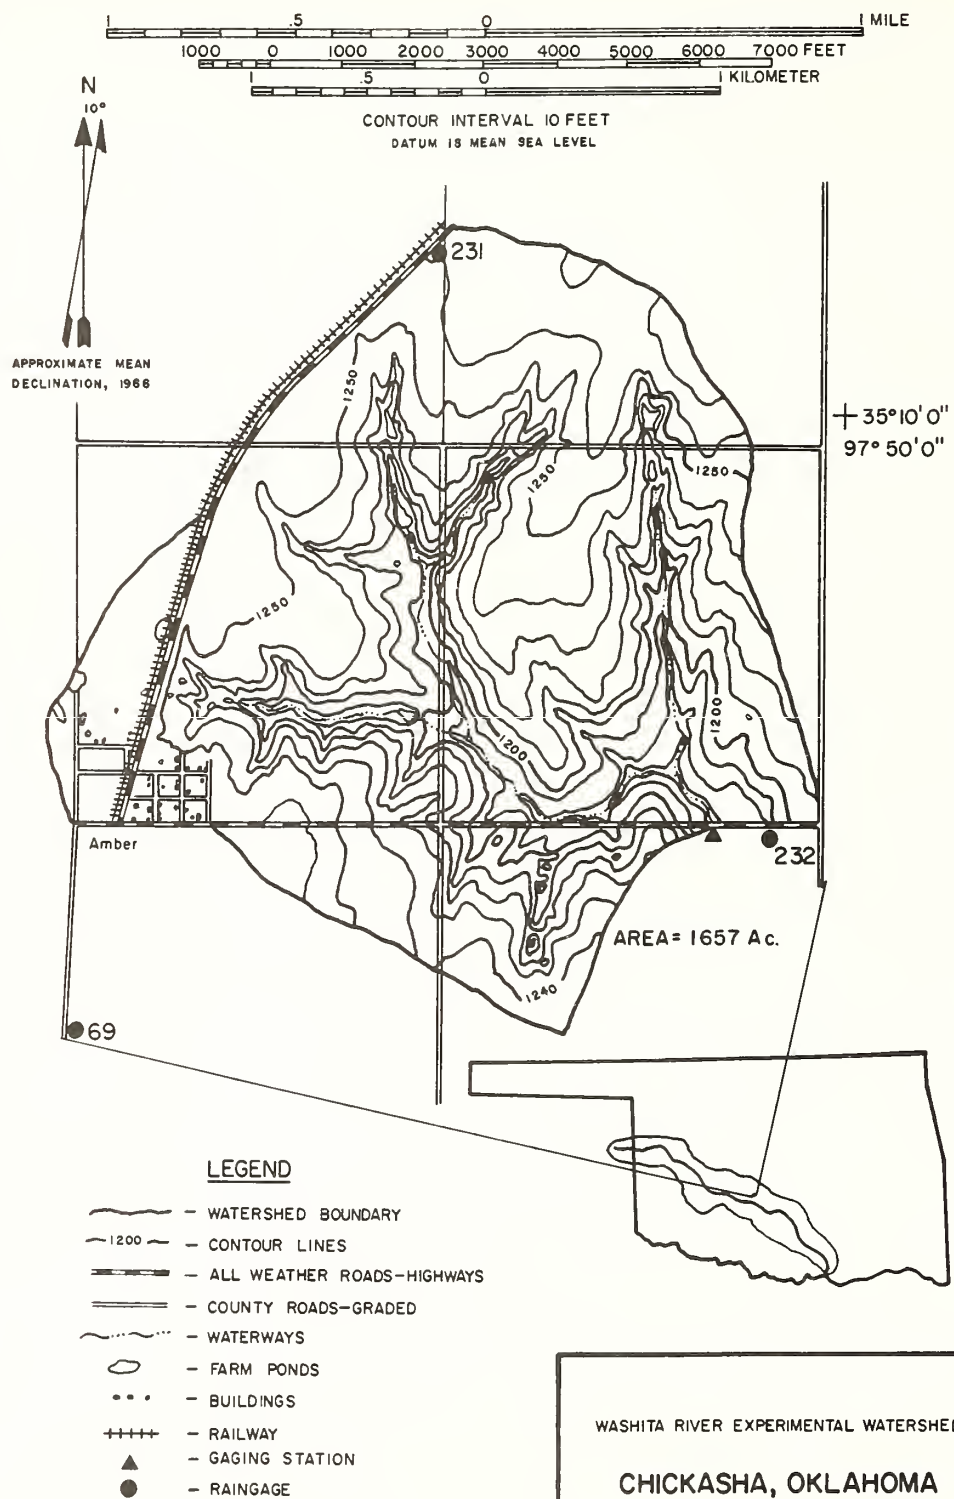 1 .5 0 1 MILE
1000 0 1000 2000 3000 4000 5000 6000 7000 FEET
1 .5 0 1 KILOMETER
CONTOUR INTERVAL 10 FEET
DATUM IS MEAN SEA LEVEL
N
10°
APPROXIMATE MEAN
DECLINATION, 1966
231
1250
35°10'0"
97°50'0"
1250
1250
1250
1200
1200
Amber
232
AREA= 1657 Ac.
1240
69
LEGEND
- WATERSHED BOUNDARY
1200 - CONTOUR LINES
- ALL WEATHER ROADS-HIGHWAYS
- COUNTY ROADS-GRADED
- WATERWAYS
- FARM PONDS
- BUILDINGS
- RAILWAY
- GAGING STATION
- RAINGAGE
WASHITA RIVER EXPERIMENTAL WATERSHE
CHICKASHA, OKLAHOMA